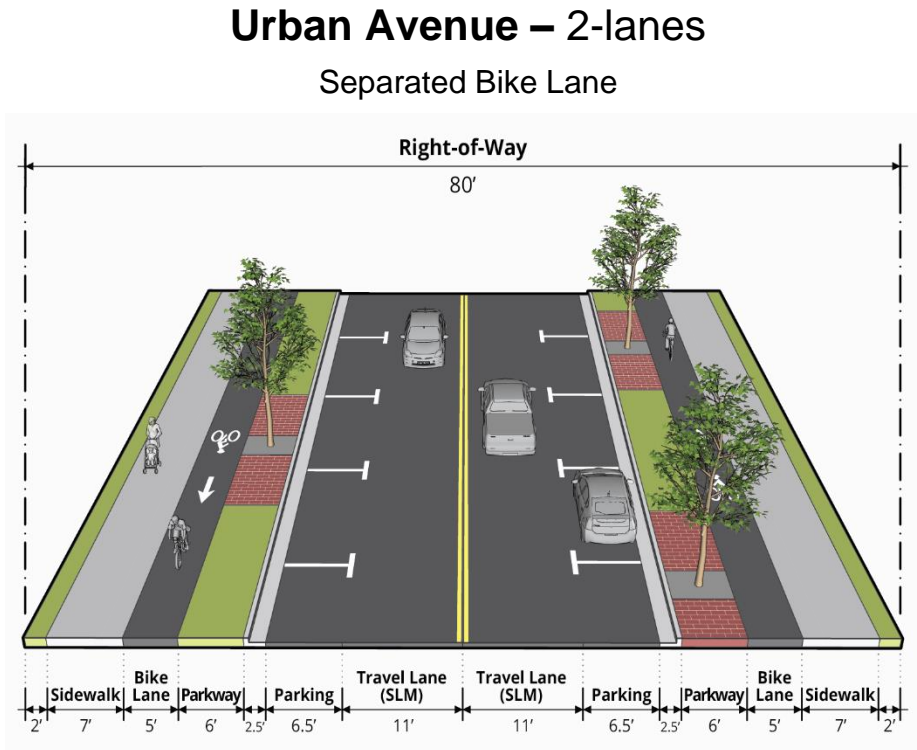 Urban Avenue – 2-lanes
Separated Bike Lane
Right-of-Way
80’
Bike Travel Lane Travel Lane Bike
Sidewalk Lane Parkway Parking (SLM) (SLM) Parking Parkway Lane Sidewalk
2’ 7’ 5’ 6’ 2.5’ 6.5’ 11’ 11’ 6.5’ 2.5’ 6’ 5’ 7’ 2’